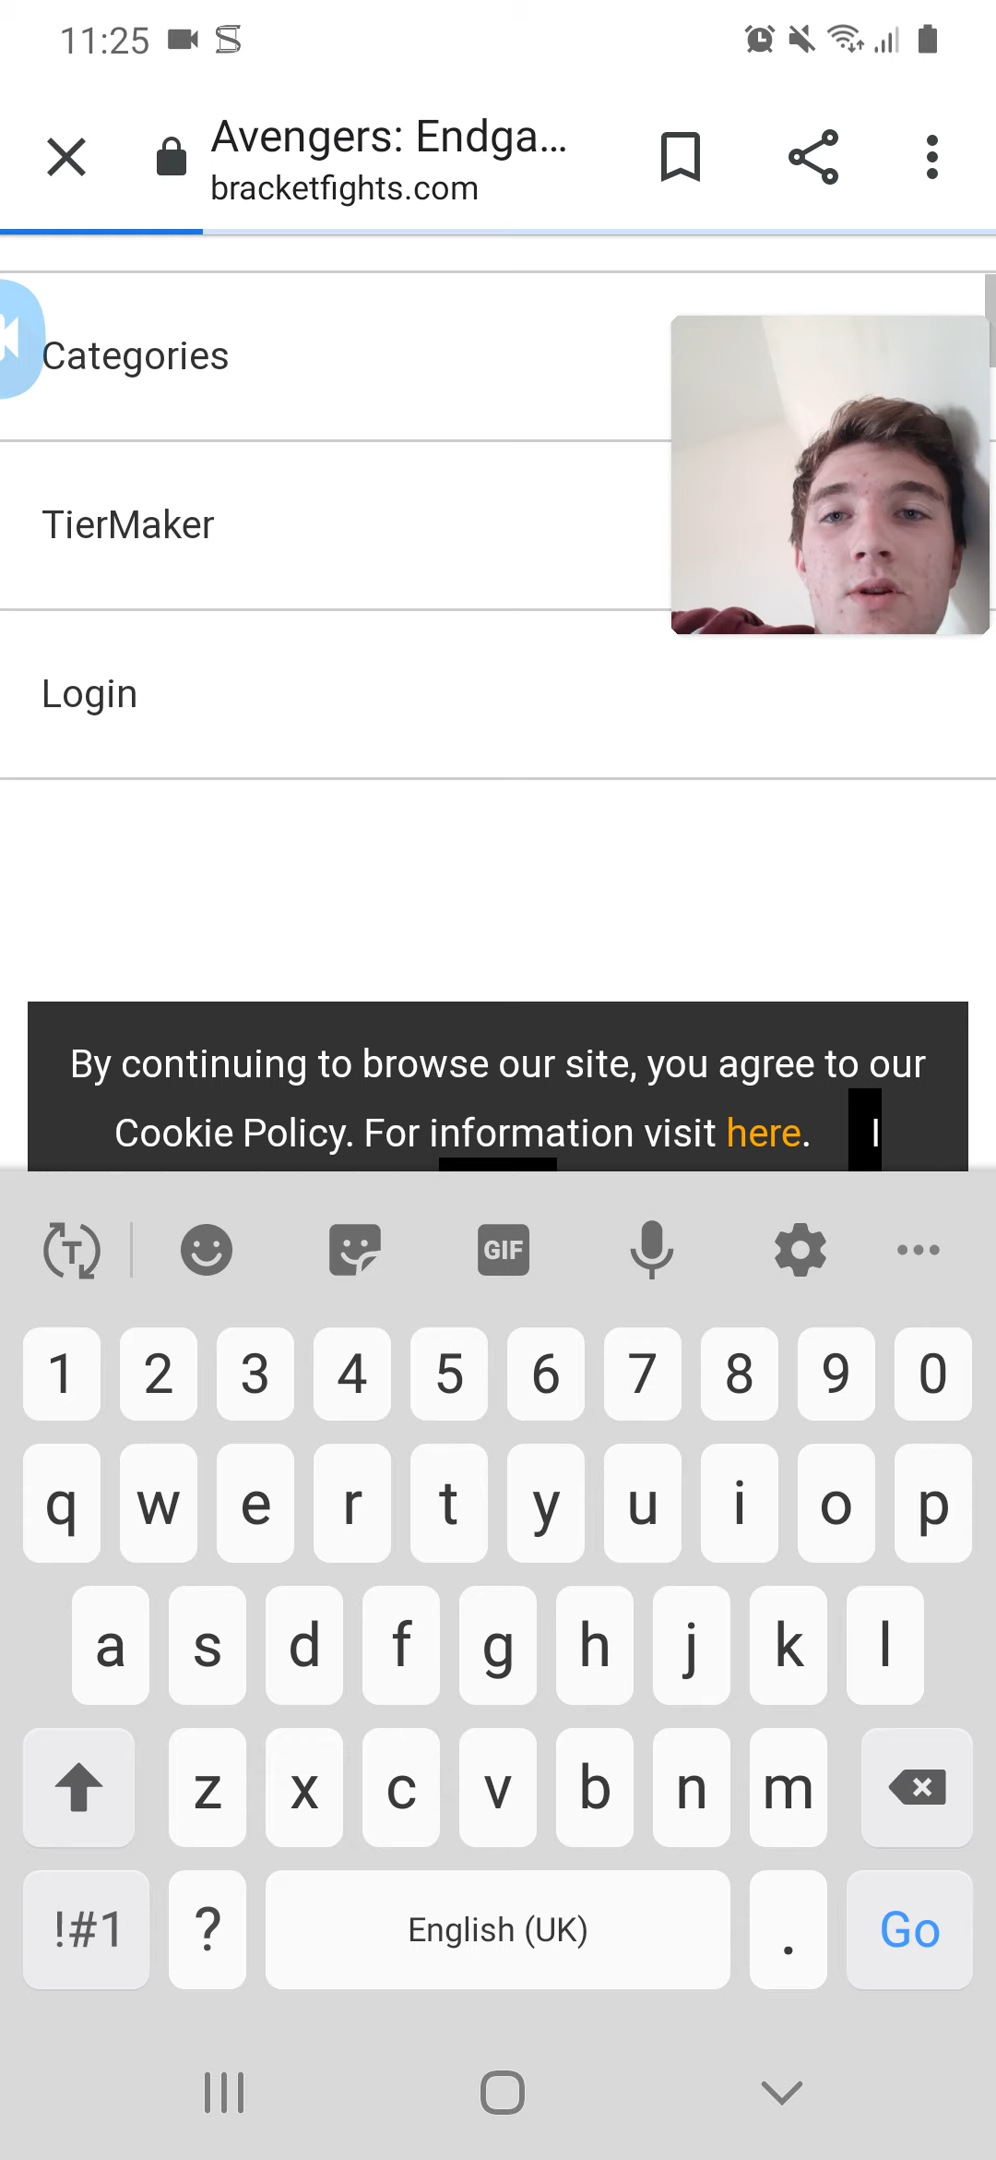 11:25
Avengers: Endga...
bracketfights.com
Categories
TierMaker
Login
By continuing to browse our site, you agree to our
Cookie Policy. For information visit here. I
T
GIF
1 2 3 4 5 6 7 8 9 0
q w e r t y u i o p
a s d f g h j k l
z x c v b n m
!#1 ? English (UK) . Go